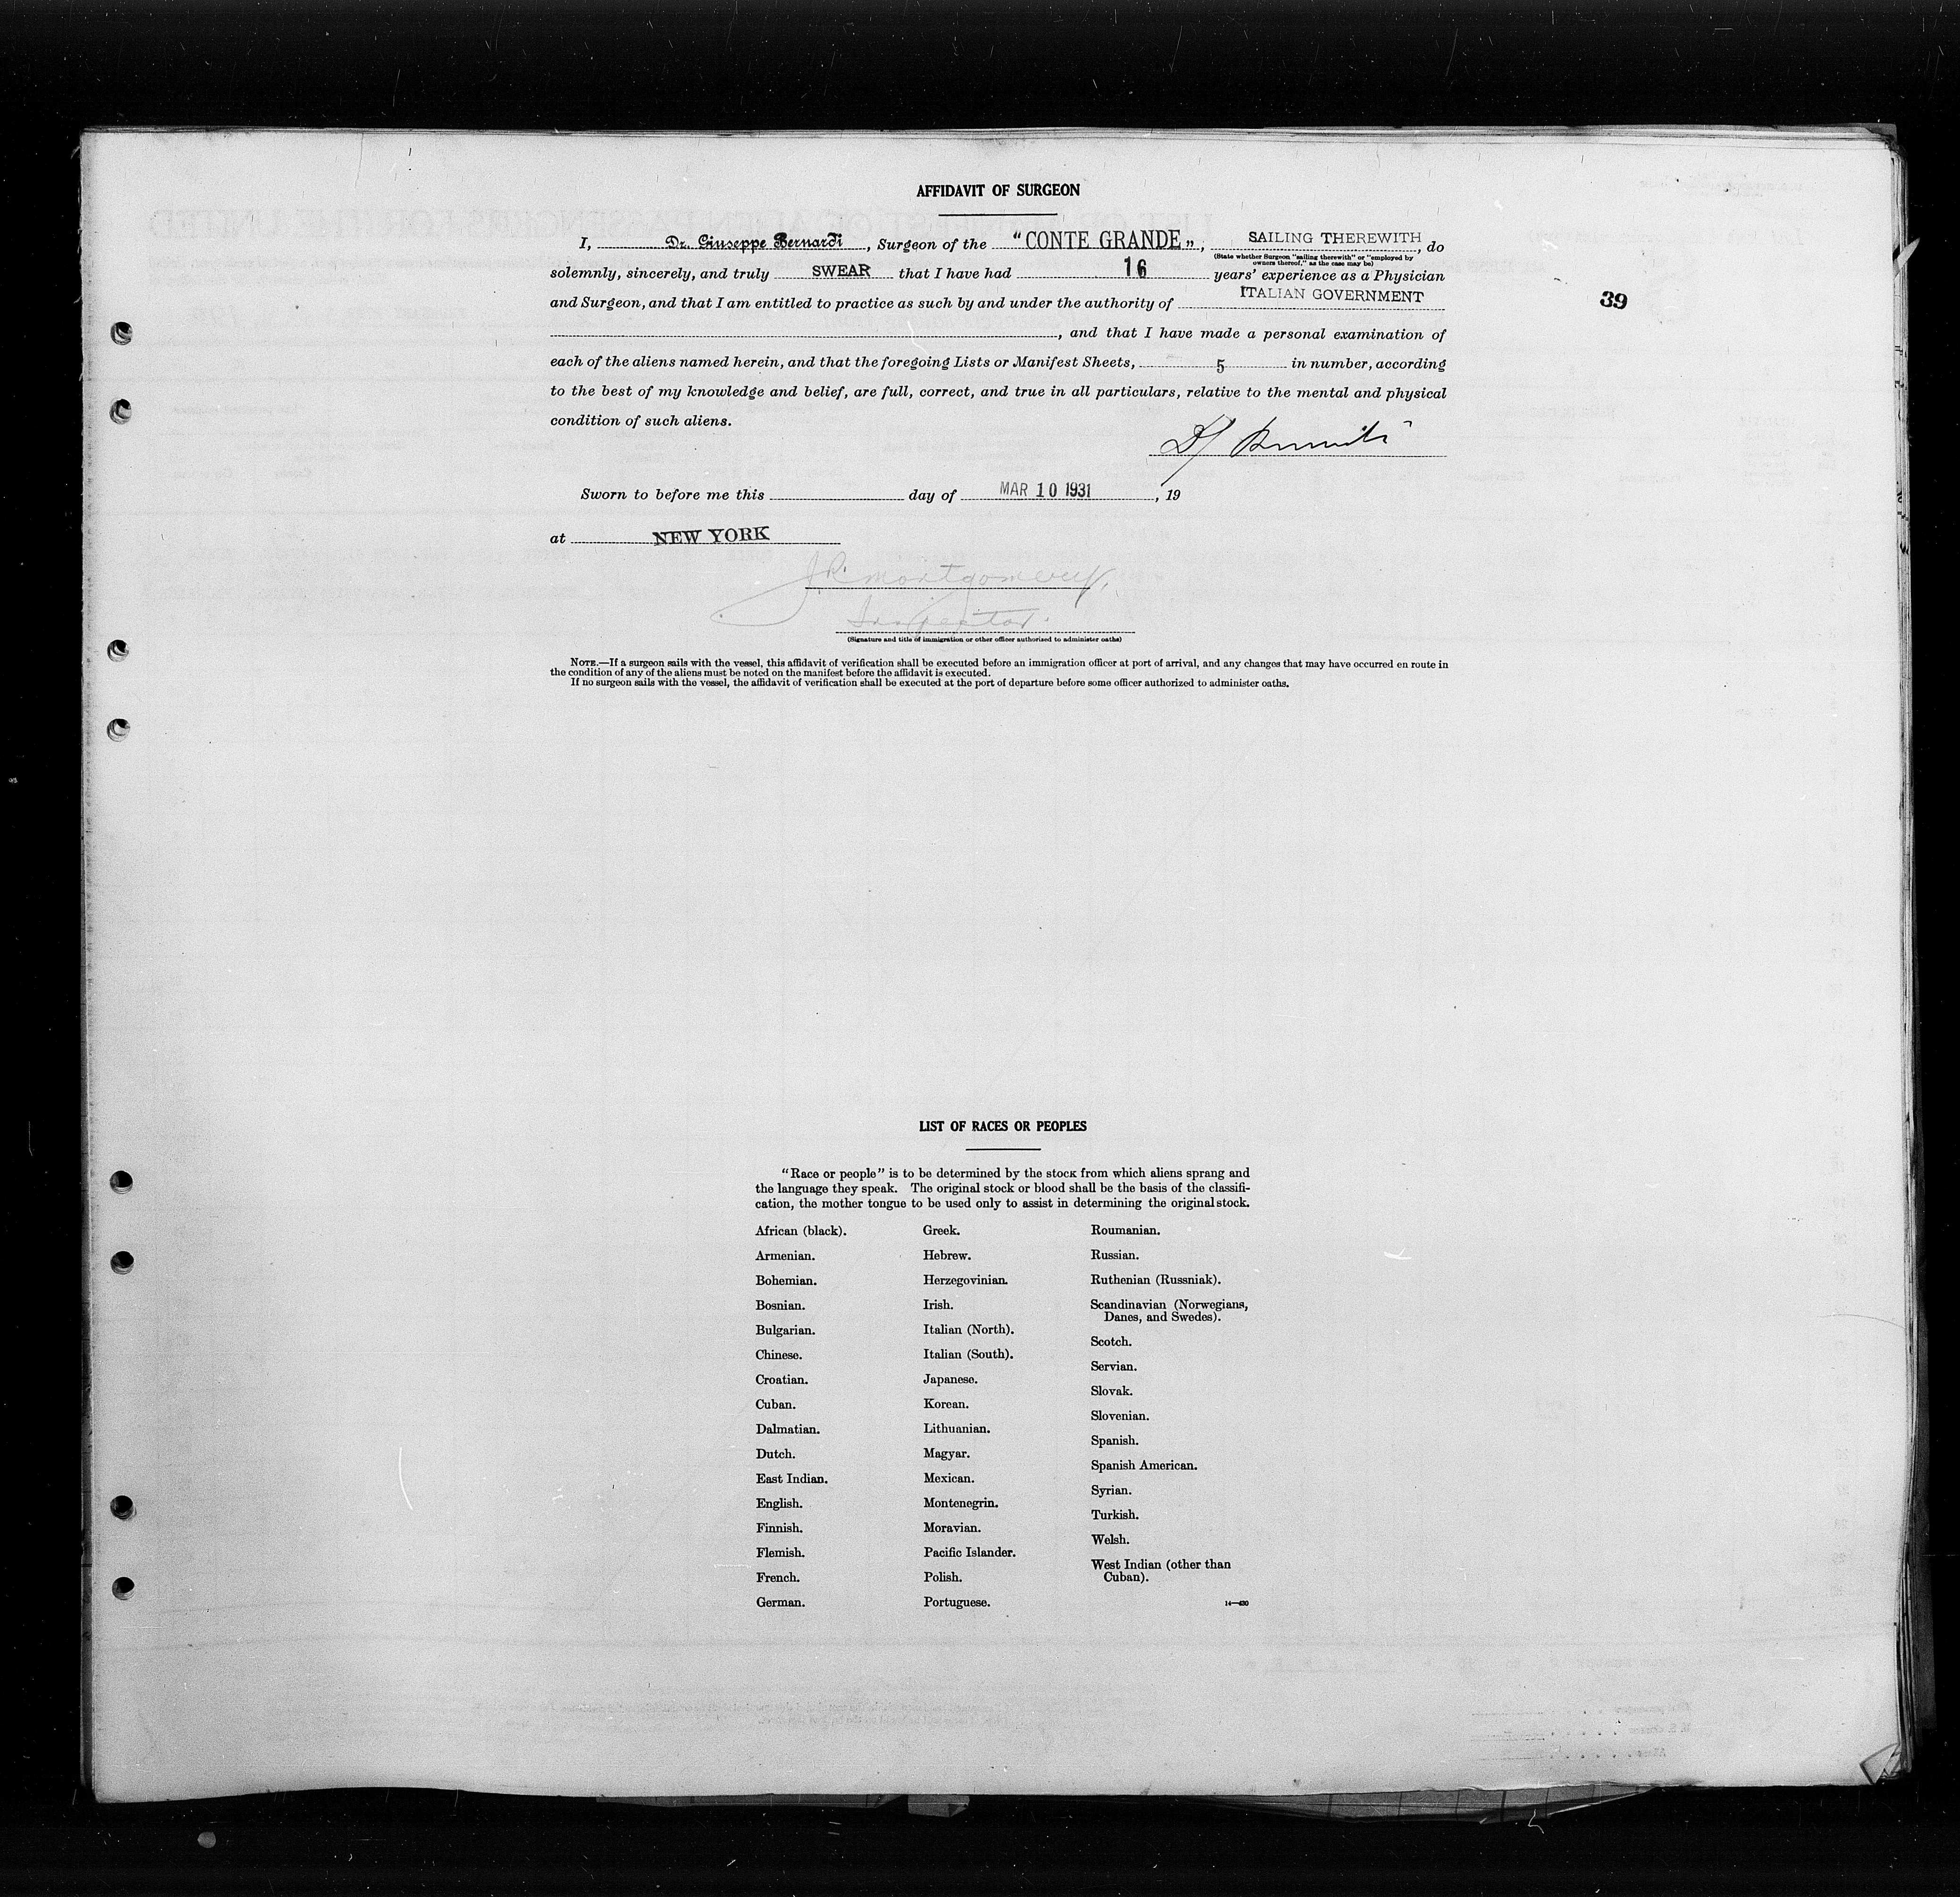 AFFIDAVIT OF SURGEON
I, Dr. Giuseppe Bernardi, Surgeon of the "CONTE GRANDE", SAILING THEREWITH, do
(State whether Surgeon "sailing therewith" or "employed by
owners thereof," as the case may be)
solemnly, sincerely, and truly SWEAR that I have had 16 years' experience as a Physician
and Surgeon, and that I am entitled to practice as such by and under the authority of ITALIAN GOVERNMENT
39
, and that I have made a personal examination of
each of the aliens named herein, and that the foregoing Lists or Manifest Sheets, 5 in number, according
to the best of my knowledge and belief, are full, correct, and true in all particulars, relative to the mental and physical
condition of such aliens.
Sworn to before me this day of MAR 10 1931, 19
at NEW YORK
J.R. Montgomery,
Inspector.
(Signature and title of immigration or other officer authorized to administer oaths)
NOTE.—If a surgeon sails with the vessel, this affidavit of verification shall be executed before an immigration officer at port of arrival, and any changes that may have occurred en route in
the condition of any of the aliens must be noted on the manifest before the affidavit is executed.
If no surgeon sails with the vessel, the affidavit of verification shall be executed at the port of departure before some officer authorized to administer oaths.
LIST OF RACES OR PEOPLES
"Race or people" is to be determined by the stock from which aliens sprang and
the language they speak. The original stock or blood shall be the basis of the classifi-
cation, the mother tongue to be used only to assist in determining the original stock.
African (black).
Armenian.
Bohemian.
Bosnian.
Bulgarian.
Chinese.
Croatian.
Cuban.
Dalmatian.
Dutch.
East Indian.
English.
Finnish.
Flemish.
French.
German.
Greek.
Hebrew.
Herzegovinian.
Irish.
Italian (North).
Italian (South).
Japanese.
Korean.
Lithuanian.
Magyar.
Mexican.
Montenegrin.
Moravian.
Pacific Islander.
Polish.
Portuguese.
Roumanian.
Russian.
Ruthenian (Russniak).
Scandinavian (Norwegians,
Danes, and Swedes).
Scotch.
Servian.
Slovak.
Slovenian.
Spanish.
Spanish American.
Syrian.
Turkish.
Welsh.
West Indian (other than
Cuban).